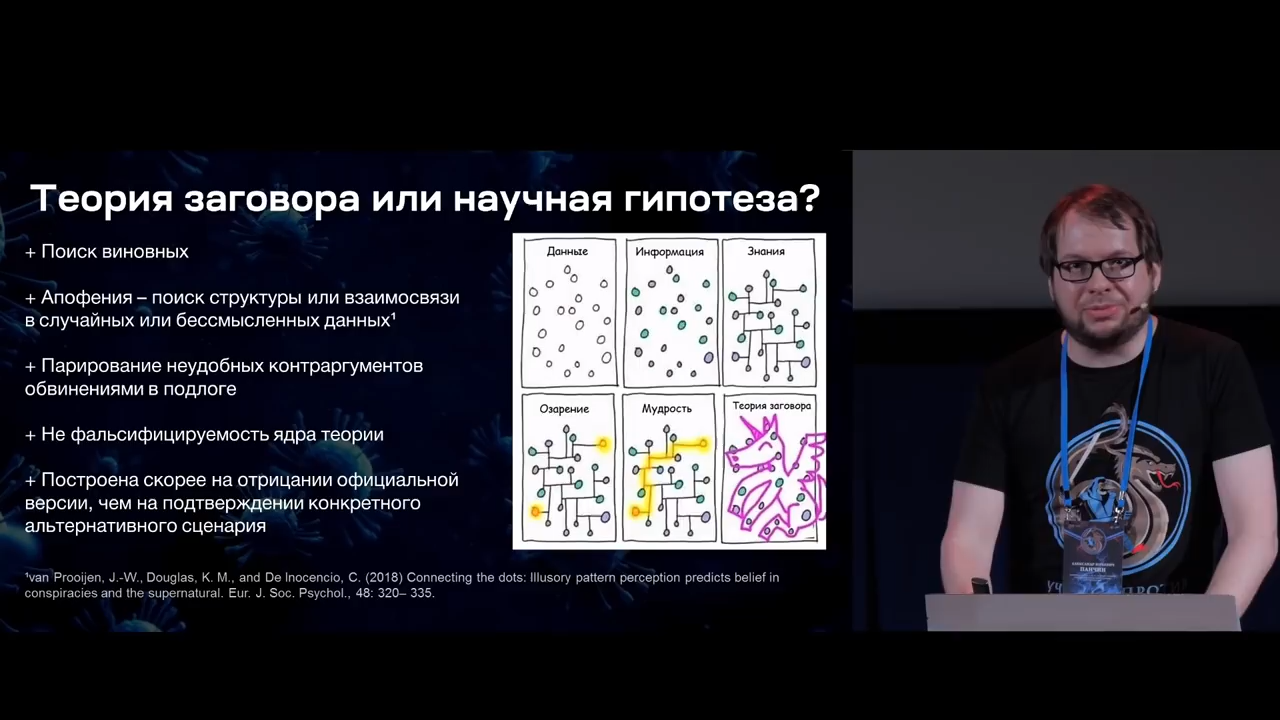 Теория заговора или научная гипотеза?
+ Поиск виновных
+ Апофения – поиск структуры или взаимосвязи
в случайных или бессмысленных данных¹
+ Парирование неудобных контраргументов
обвинениями в подлоге
+ Не фальсифицируемость ядра теории
+ Построена скорее на отрицании официальной
версии, чем на подтверждении конкретного
альтернативного сценария
Данные
Информация
Знания
Озарение
Мудрость
Теория заговора
¹van Prooijen, J.-W., Douglas, K. M., and De Inocencio, C. (2018) Connecting the dots: Illusory pattern perception predicts belief in
conspiracies and the supernatural. Eur. J. Soc. Psychol., 48: 320– 335.
ПАНЧИН